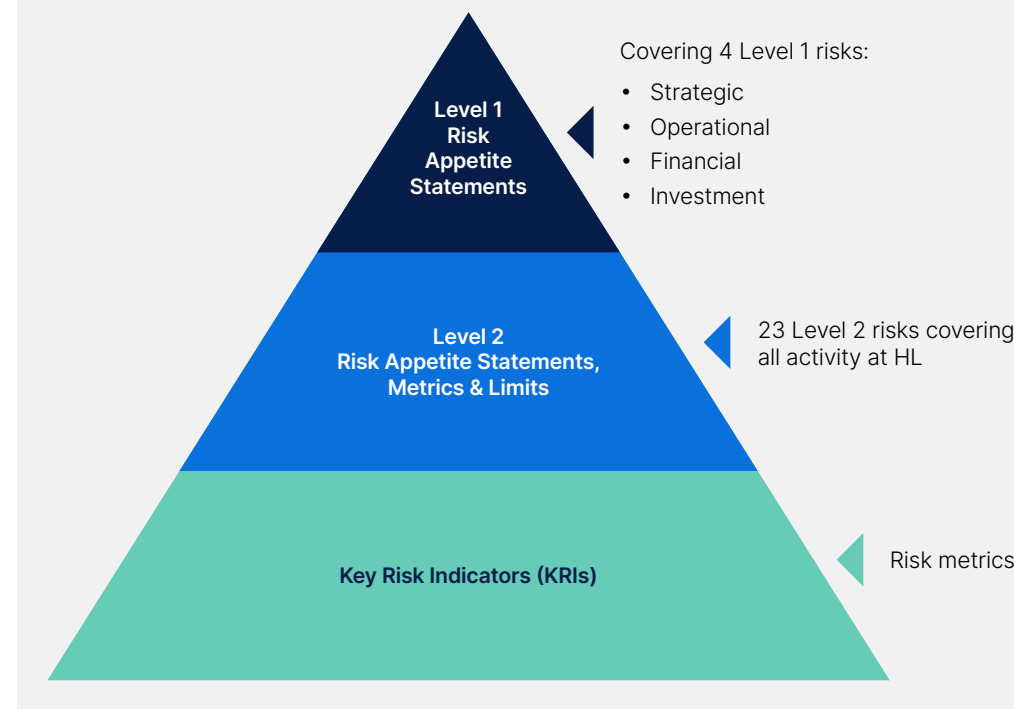 Level 1
Risk
Appetite
Statements
Covering 4 Level 1 risks:
• Strategic
• Operational
• Financial
• Investment
Level 2
Risk Appetite Statements,
Metrics & Limits
23 Level 2 risks covering
all activity at HL
Key Risk Indicators (KRIs)
Risk metrics